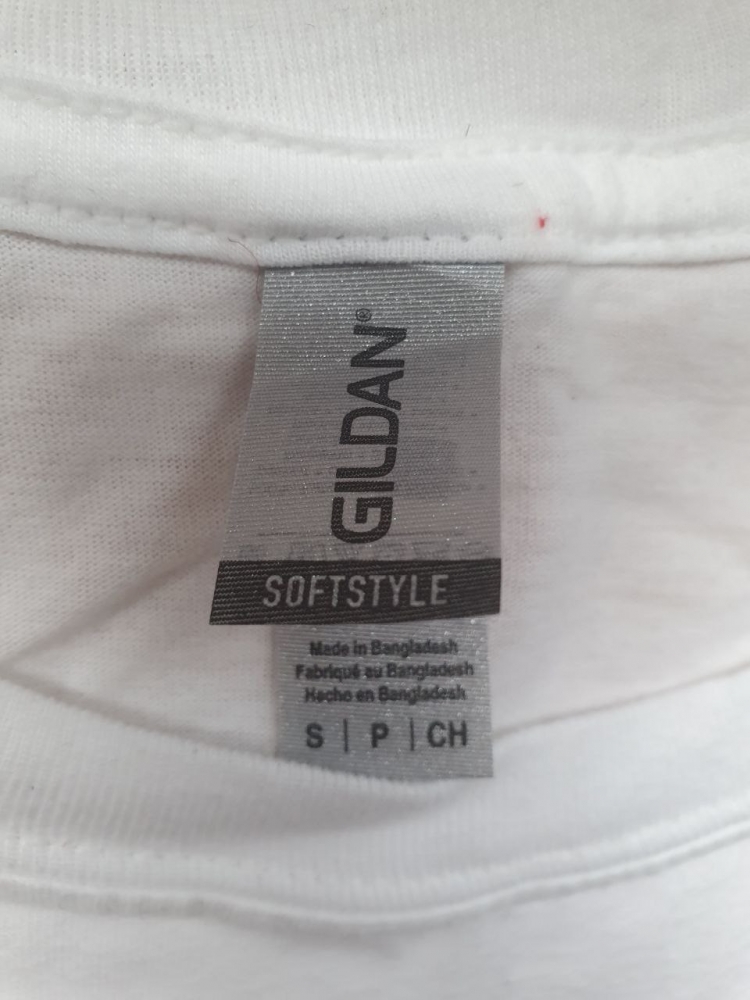 GILDAN®
SOFTSTYLE
Made in Bangladesh
Fabriqué au Bangladesh
Hecho en Bangladesh
S | P | CH